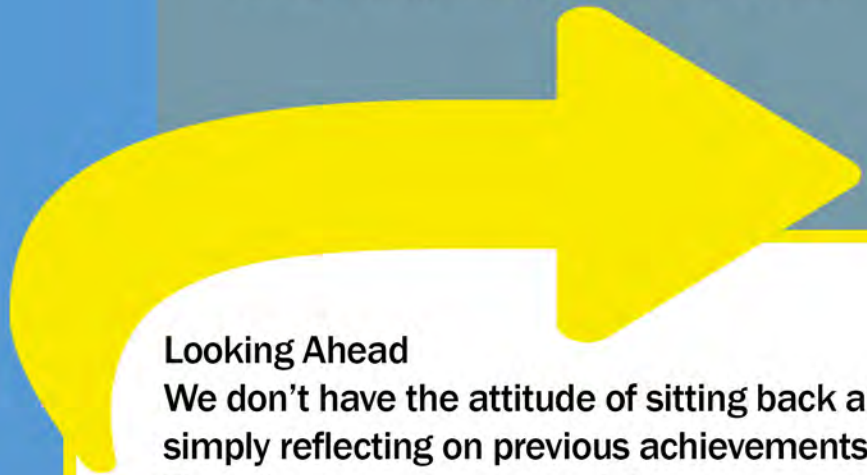 Looking Ahead
We don’t have the attitude of sitting back a
simply reflecting on previous achievements